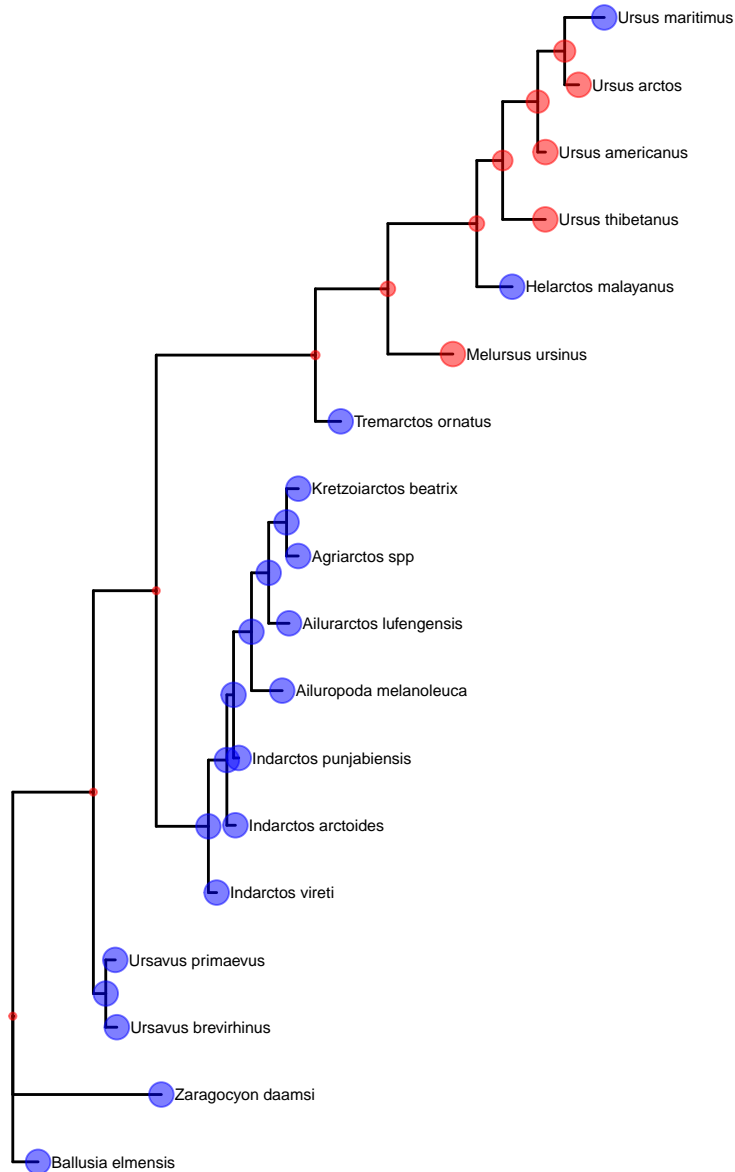 Ursus maritimus
Ursus arctos
Ursus americanus
Ursus thibetanus
Helarctos malayanus
Melursus ursinus
Tremarctos ornatus
Kretzoiarctos beatrix
Agriarctos spp
Ailurarctos lufengensis
Ailuropoda melanoleuca
Indarctos punjabiensis
Indarctos arctoides
Indarctos vireti
Ursavus primaevus
Ursavus brevirhinus
Zaragocyon daamsi
Ballusia elmensis